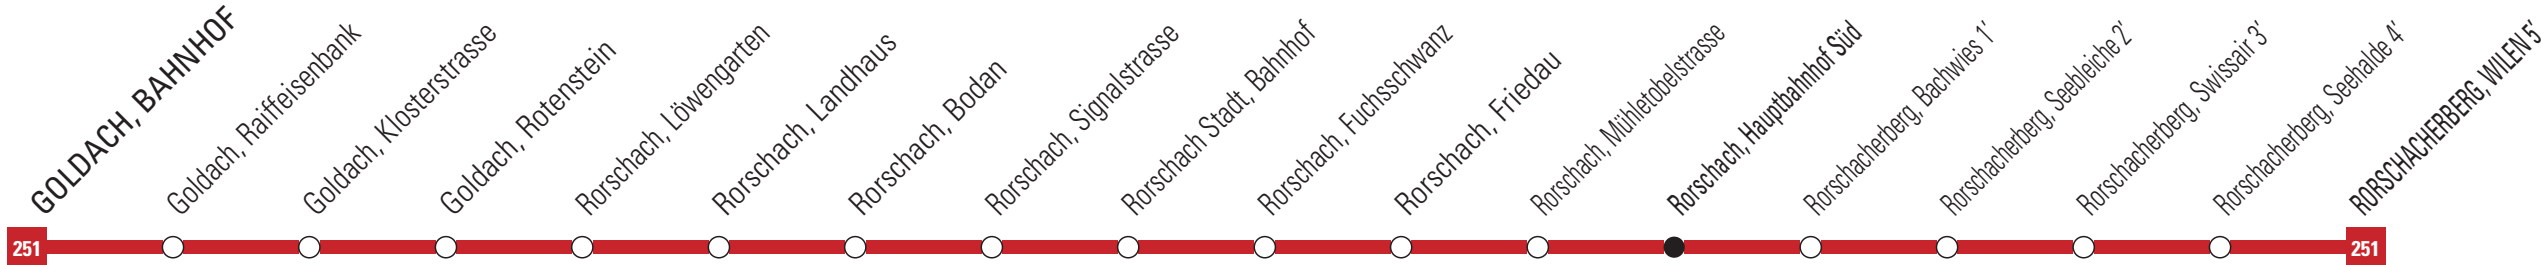 GOLDACH, BAHNHOF
Goldach, Raiffeisenbank
Goldach, Klosterstrasse
Goldach, Rotenstein
Rorschach, Löwengarten
Rorschach, Landhaus
Rorschach, Bodan
Rorschach, Signalstrasse
Rorschach Stadt, Bahnhof
Rorschach, Fuchsschwanz
Rorschach, Friedau
Rorschach, Mühletobelstrasse
Rorschach, Hauptbahnhof Süd
Rorschacherberg, Bachwies 1'
Rorschacherberg, Seebleiche 2'
Rorschacherberg, Swissair 3'
Rorschacherberg, Seehalde 4'
RORSCHACHERBERG, WILEN 5'
251
251